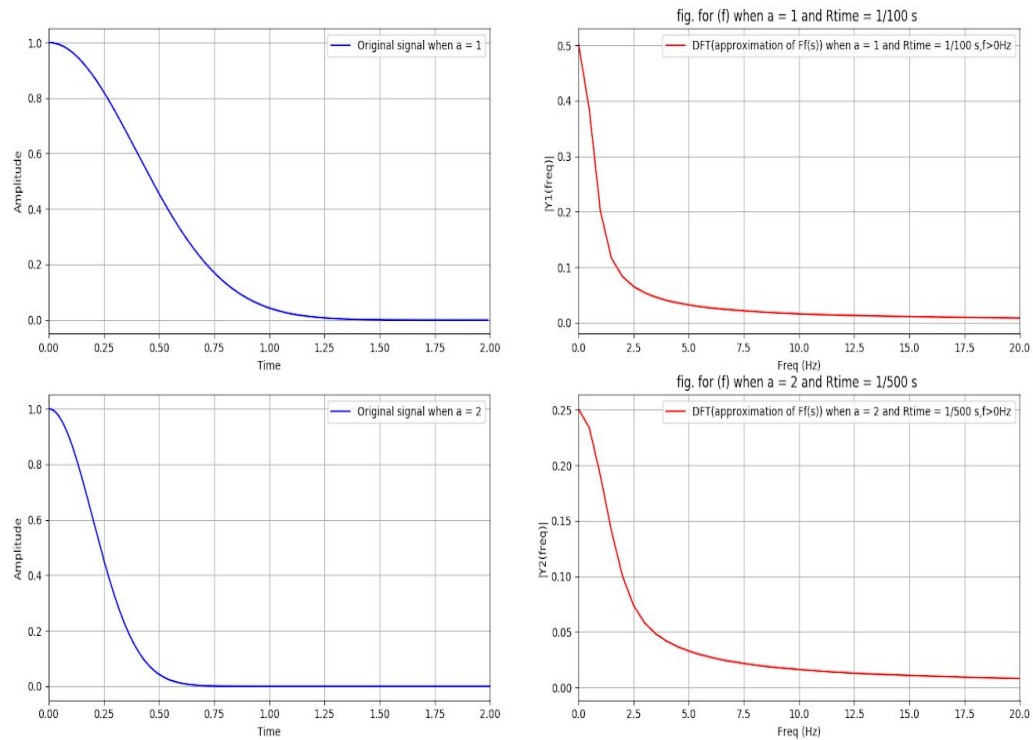 fig. for (f) when a = 1 and Rtime = 1/100 s
Original signal when a = 1
1.0
0.8
0.6
0.4
0.2
0.0
Amplitude
0.00 0.25 0.50 0.75 1.00 1.25 1.50 1.75 2.00
Time
DFT(approximation of Ff(s)) when a = 1 and Rtime = 1/100 s,f>0Hz
0.5
0.4
0.3
0.2
0.1
0.0
|Y1(freq)|
0.0 2.5 5.0 7.5 10.0 12.5 15.0 17.5 20.0
Freq (Hz)
fig. for (f) when a = 2 and Rtime = 1/500 s
Original signal when a = 2
1.0
0.8
0.6
0.4
0.2
0.0
Amplitude
0.00 0.25 0.50 0.75 1.00 1.25 1.50 1.75 2.00
Time
DFT(approximation of Ff(s)) when a = 2 and Rtime = 1/500 s,f>0Hz
0.25
0.20
0.15
0.10
0.05
0.00
|Y2(freq)|
0.0 2.5 5.0 7.5 10.0 12.5 15.0 17.5 20.0
Freq (Hz)